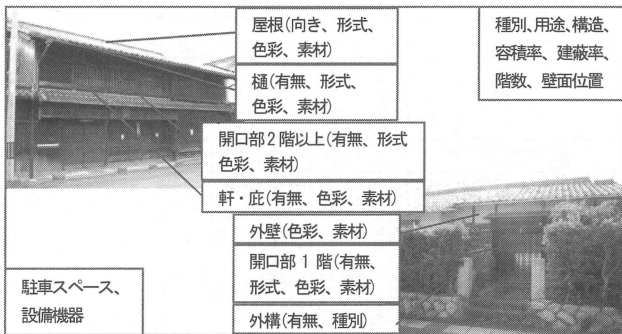 屋根(向き、形式、
色彩、素材)
種別、用途、構造、
容積率、建蔽率、
階数、壁面位置
樋(有無、形式、
色彩、素材)
開口部2階以上(有無、形式
色彩、素材)
軒・庇(有無、色彩、素材)
外壁(色彩、素材)
開口部1階(有無、
形式、色彩、素材)
外構(有無、種別)
駐車スペース、
設備機器